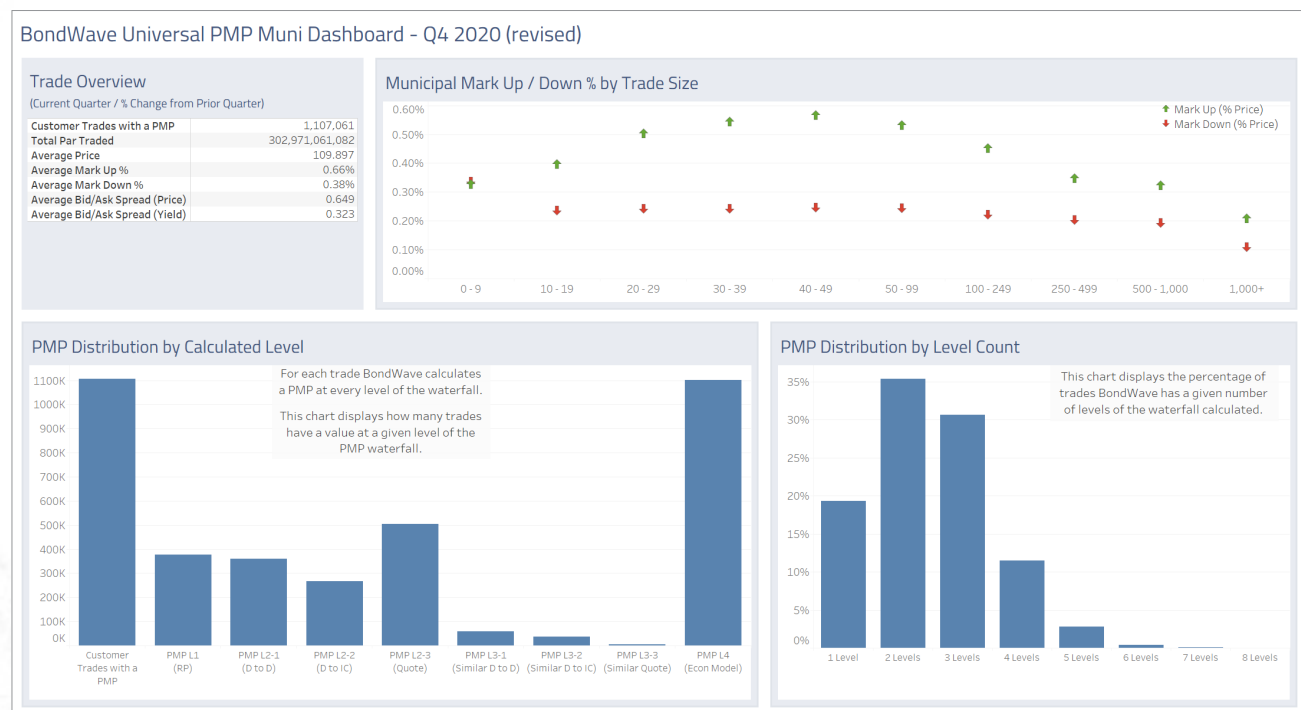 BondWave Universal PMP Muni Dashboard - Q4 2020 (revised)
Trade Overview
(Current Quarter / % Change from Prior Quarter)
Customer Trades with a PMP 1,107,061
Total Par Traded 302,971,061,082
Average Price 109.897
Average Mark Up % 0.66%
Average Mark Down % 0.38%
Average Bid/Ask Spread (Price) 0.649
Average Bid/Ask Spread (Yield) 0.323
Municipal Mark Up / Down % by Trade Size
Mark Up (% Price)
Mark Down (% Price)
0.60%
0.50%
0.40%
0.30%
0.20%
0.10%
0.00%
0 - 9 10 - 19 20 - 29 30 - 39 40 - 49 50 - 99 100 - 249 250 - 499 500 - 1,000 1,000+
PMP Distribution by Calculated Level
For each trade BondWave calculates
a PMP at every level of the waterfall.
This chart displays how many trades
have a value at a given level of the
PMP waterfall.
1100K
1000K
900K
800K
700K
600K
500K
400K
300K
200K
100K
0K
Customer PMP L1 PMP L2-1 PMP L2-2 PMP L2-3 PMP L3-1 PMP L3-2 PMP L3-3 PMP L4
Trades with a (RP) (D to D) (D to IC) (Quote) (Similar D to D) (Similar D to IC) (Similar Quote) (Econ Model)
PMP
PMP Distribution by Level Count
This chart displays the percentage of
trades BondWave has a given number
of levels of the waterfall calculated.
35%
30%
25%
20%
15%
10%
5%
0%
1 Level 2 Levels 3 Levels 4 Levels 5 Levels 6 Levels 7 Levels 8 Levels